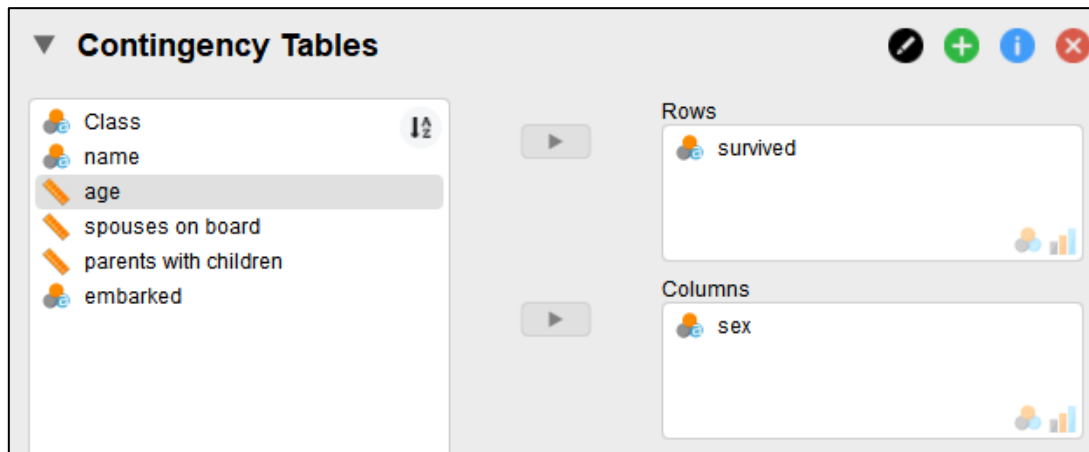 Contingency Tables
Class
name
age
spouses on board
parents with children
embarked
Rows
survived
Columns
sex